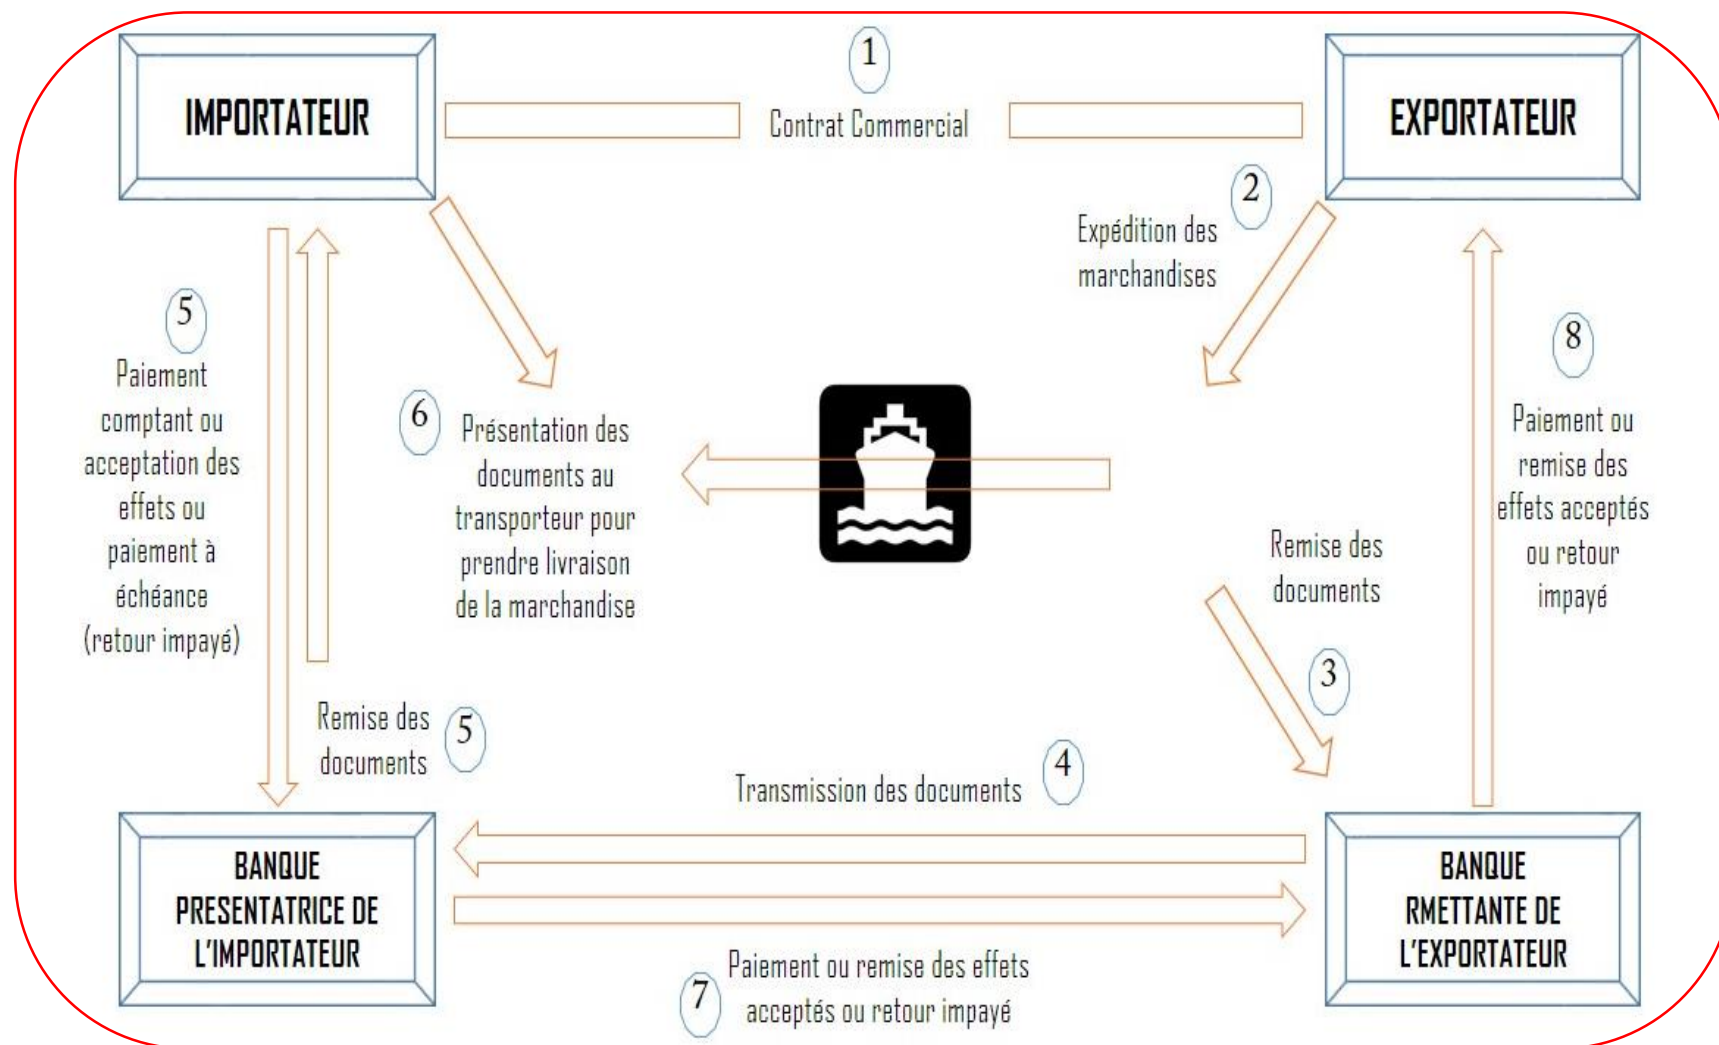 1
IMPORTATEUR
Contrat Commercial
EXPORTATEUR
2
Expédition des
marchandises
5
Paiement
comptant ou
acceptation des
effets ou
paiement à
échéance
(retour impayé)
6
Présentation des
documents au
transporteur pour
prendre livraison
de la marchandise
8
Paiement ou
remise des
effets acceptés
ou retour
impayé
Remise des
documents
3
Remise des
documents
5
Transmission des documents
4
BANQUE
PRESENTATRICE DE
L'IMPORTATEUR
BANQUE
RMETTANTE DE
L'EXPORTATEUR
7
Paiement ou remise des effets
acceptés ou retour impayé